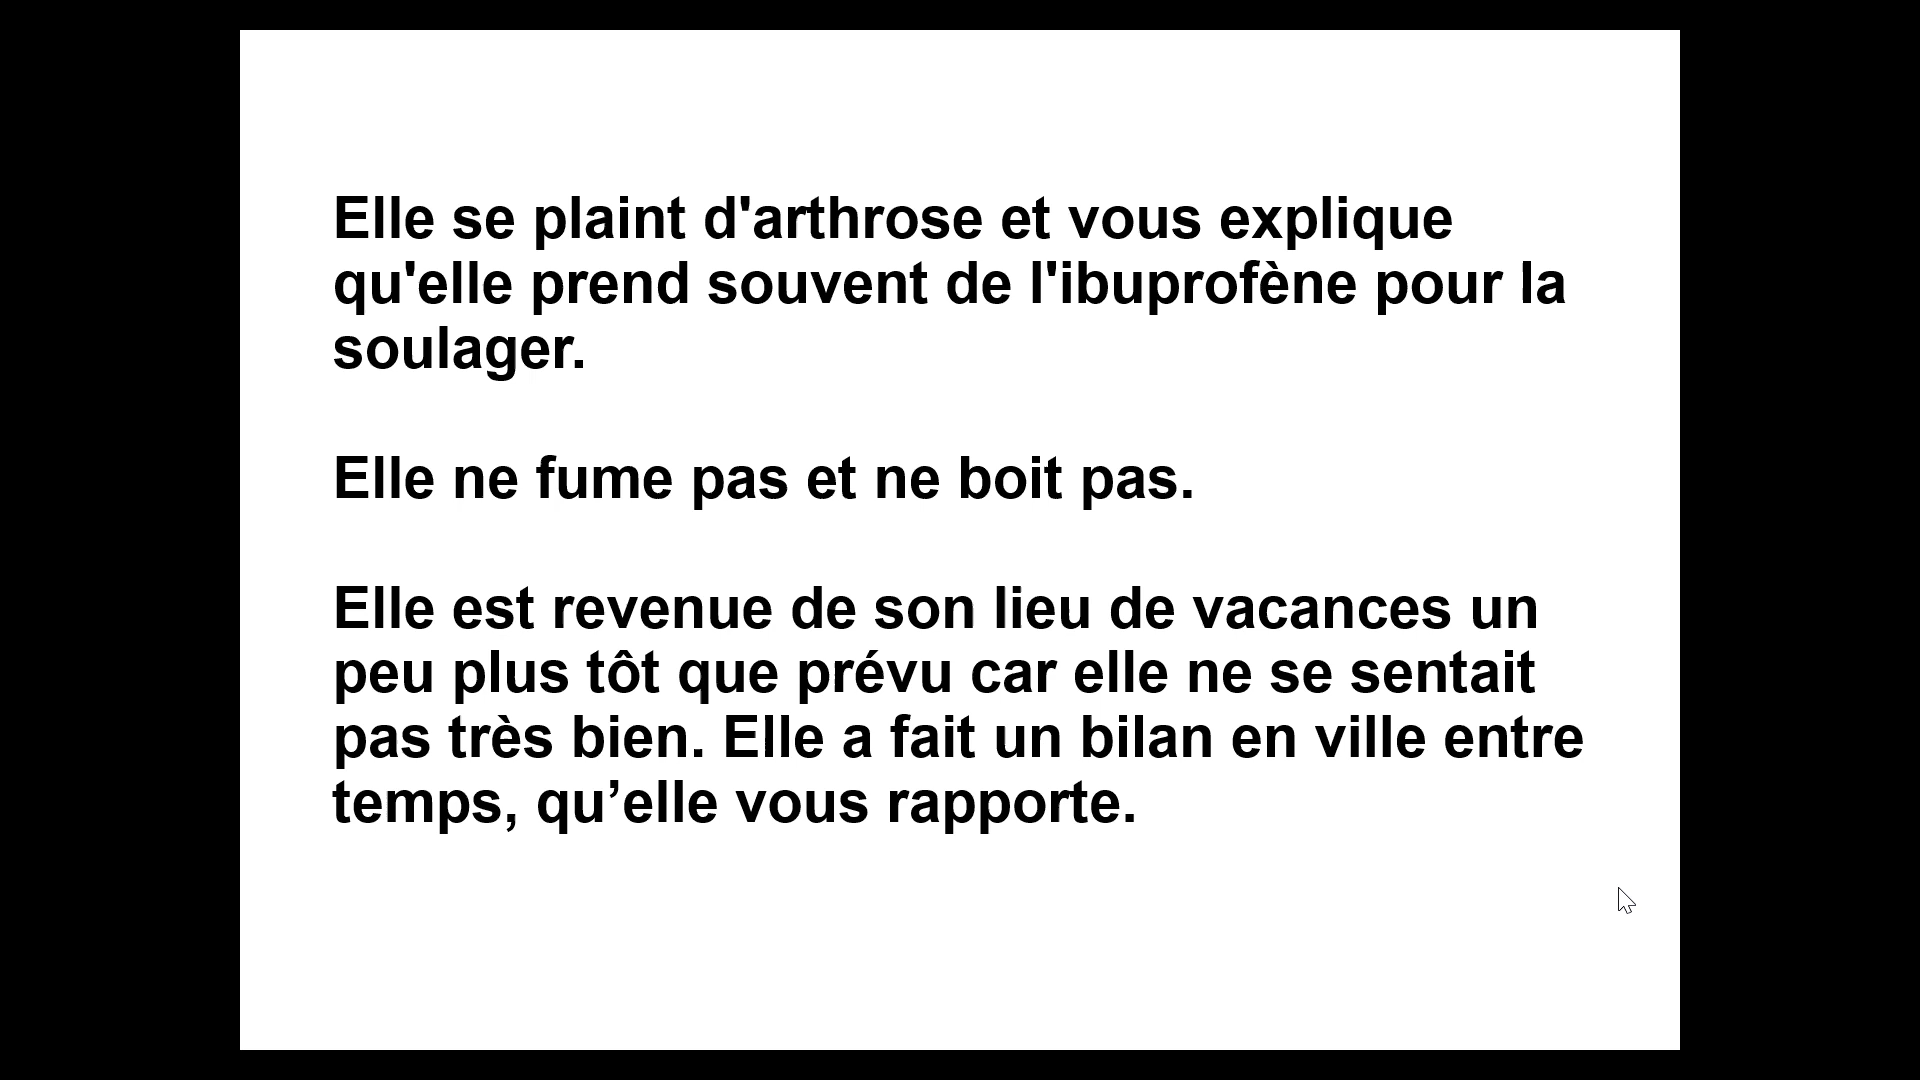 Elle se plaint d'arthrose et vous explique
qu'elle prend souvent de l'ibuprofène pour la
soulager.
Elle ne fume pas et ne boit pas.
Elle est revenue de son lieu de vacances un
peu plus tôt que prévu car elle ne se sentait
pas très bien. Elle a fait un bilan en ville entre
temps, qu’elle vous rapporte.